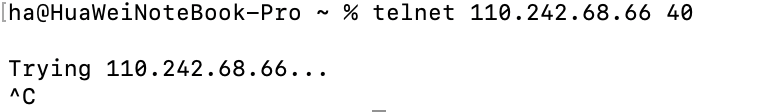 [ha@HuaWeiNoteBook-Pro ~ % telnet 110.242.68.66 40
Trying 110.242.68.66...
^C